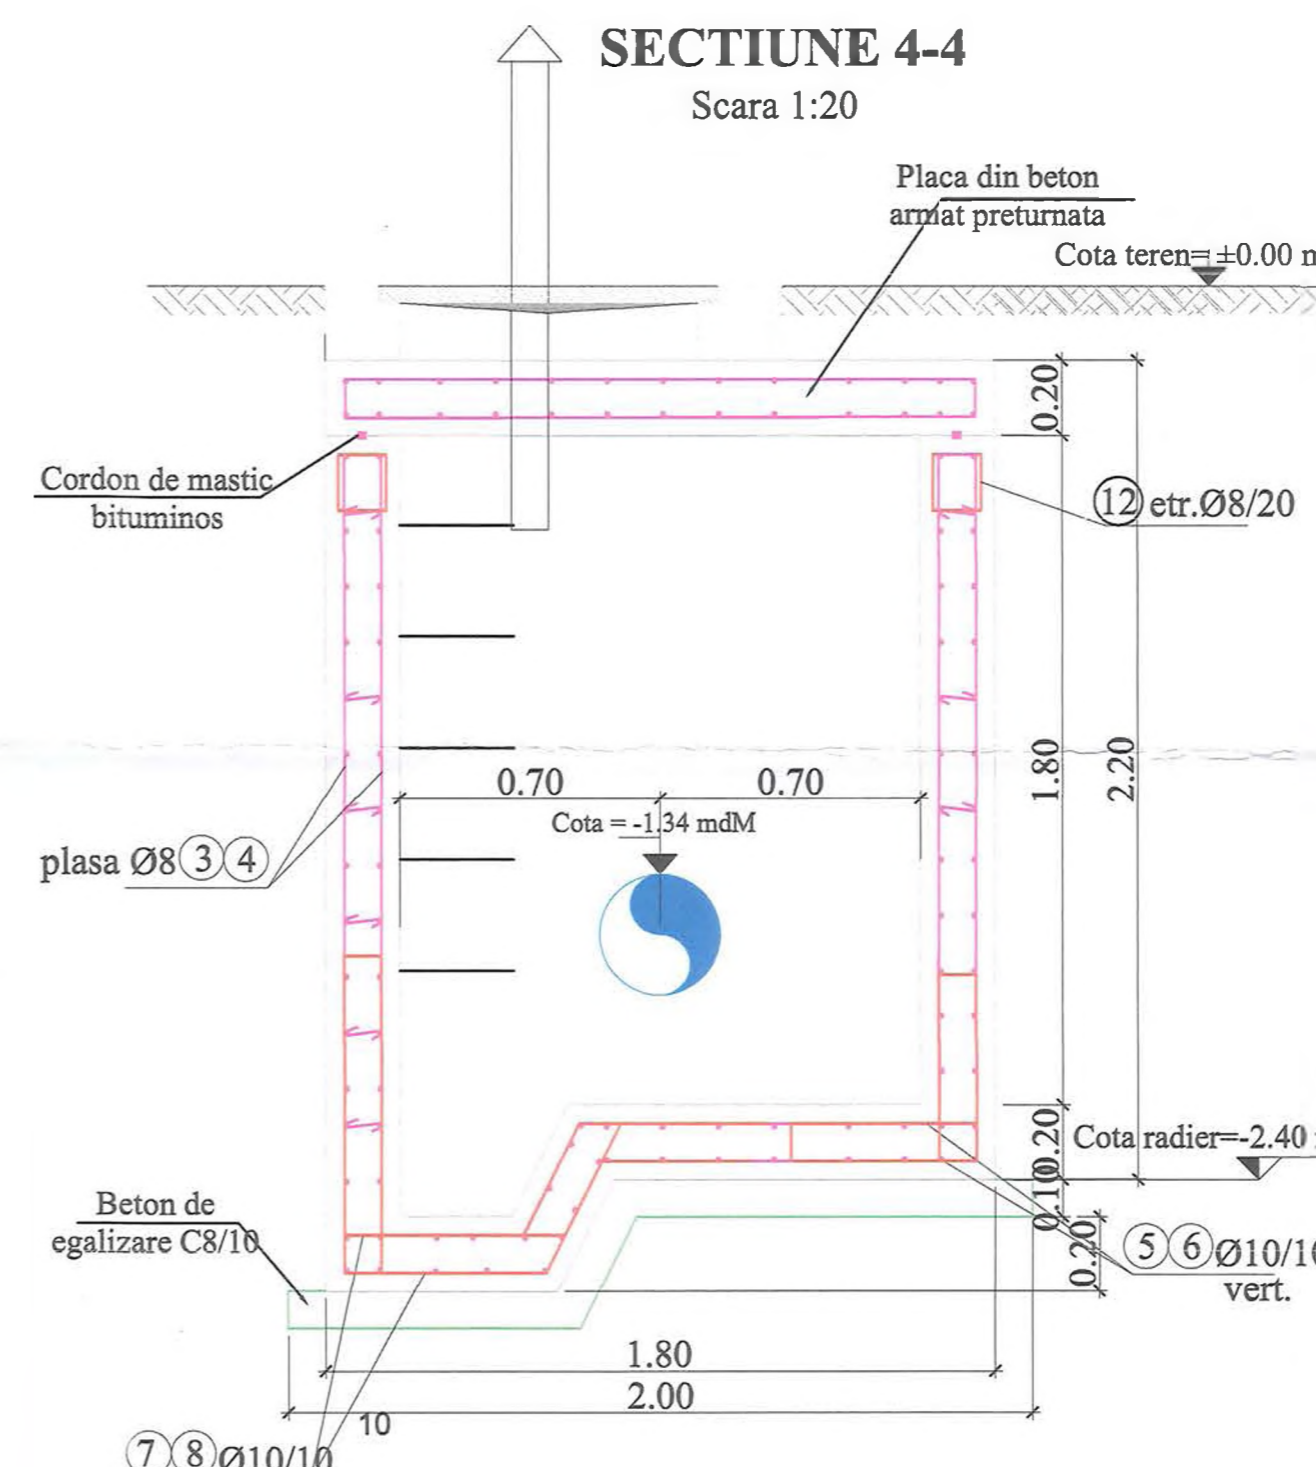 SECTIUNE 4-4
Scara 1:20
Placa din beton
armat preturnata
Cota teren= ±0.00 m
0.20
Cordon de mastic
bituminos
12 etr.Ø8/20
1.80
2.20
0.70
0.70
Cota = -1.34 mdM
plasa Ø8 3 4
0.20
Cota radier=-2.40
0.10
Beton de
egalizare C8/10
0.20
5 6 Ø10/10
vert.
1.80
2.00
10
7 8 Ø10/10